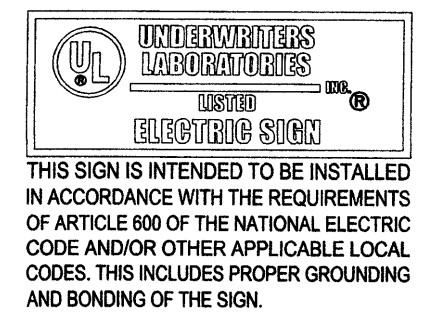 UL®
UNDERWRITERS
LABORATORIES
INC.®
LISTED
ELECTRIC SIGN
THIS SIGN IS INTENDED TO BE INSTALLED
IN ACCORDANCE WITH THE REQUIREMENTS
OF ARTICLE 600 OF THE NATIONAL ELECTRIC
CODE AND/OR OTHER APPLICABLE LOCAL
CODES. THIS INCLUDES PROPER GROUNDING
AND BONDING OF THE SIGN.